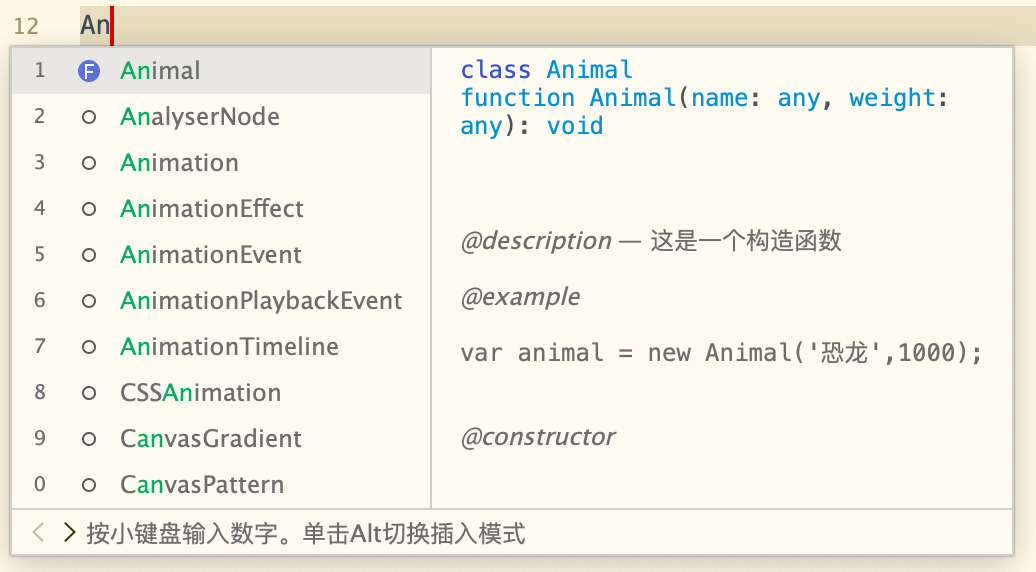 12 An
1 F Animal
2 AnalyserNode
3 Animation
4 AnimationEffect
5 AnimationEvent
6 AnimationPlaybackEvent
7 AnimationTimeline
8 CSSAnimation
9 CanvasGradient
0 CanvasPattern
class Animal
function Animal(name: any, weight:
any): void
@description — 这是一个构造函数
@example
var animal = new Animal('恐龙',1000);
@constructor
按小键盘输入数字。单击Alt切换插入模式